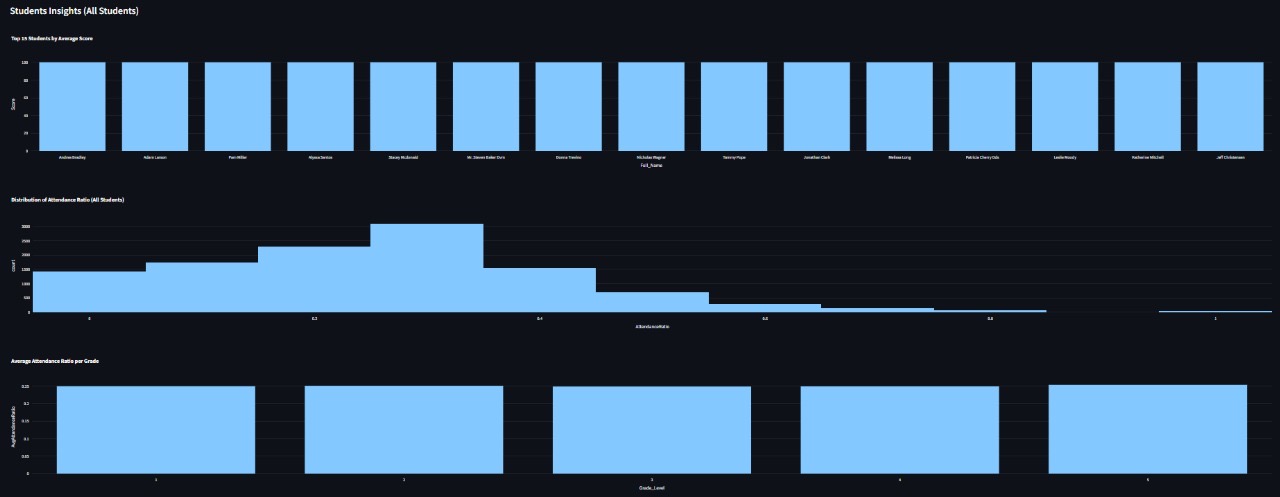 Students Insights (All Students)
Top 15 Students by Average Score
100
80
60
40
20
0
Score
Andrew Bradley Adam Larson Pam Miller Alyssa Santos Stacey Mcdonald Mr. Steven Baker Dvm Donna Trevino Nicholas Wagner Tammy Pope Jonathan Clark Melissa Long Patricia Cherry Dds Leslie Moody Katherine Mitchell Jeff Christensen
Full_Name
Distribution of Attendance Ratio (All Students)
3000
2500
2000
1500
1000
500
0
count
0 0.2 0.4 0.6 0.8 1
AttendanceRatio
Average Attendance Ratio per Grade
0.25
0.2
0.15
0.1
0.05
0
AvgAttendanceRatio
1 2 3 4 5
Grade_Level